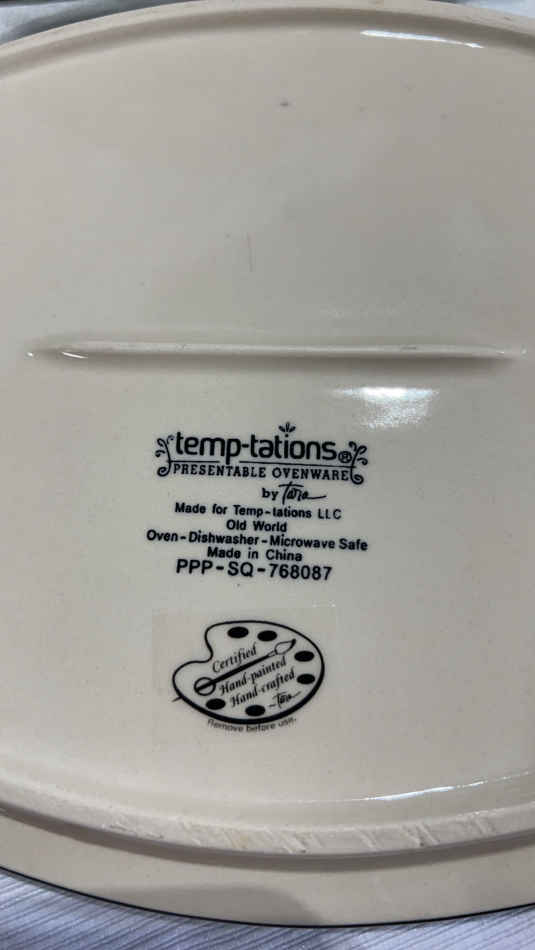 temp-tations®
PRESENTABLE OVENWARE
by Tara
Made for Temp-tations LLC
Old World
Oven-Dishwasher-Microwave Safe
Made in China
PPP-SQ-768087
Certified
Hand-painted
Hand-crafted
~Tara
Remove before use.